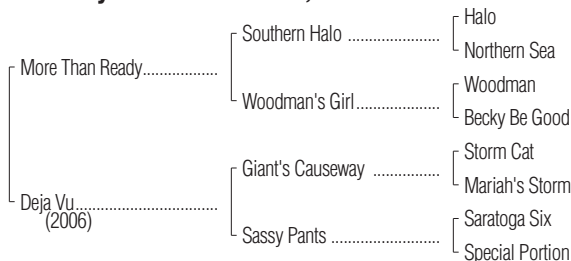 Halo
Southern Halo ....................
Northern Sea
More Than Ready..................
Woodman
Woodman's Girl..................
Becky Be Good
Storm Cat
Giant's Causeway ................
Mariah's Storm
Deja Vu...............................
(2006)
Saratoga Six
Sassy Pants .......................
Special Portion